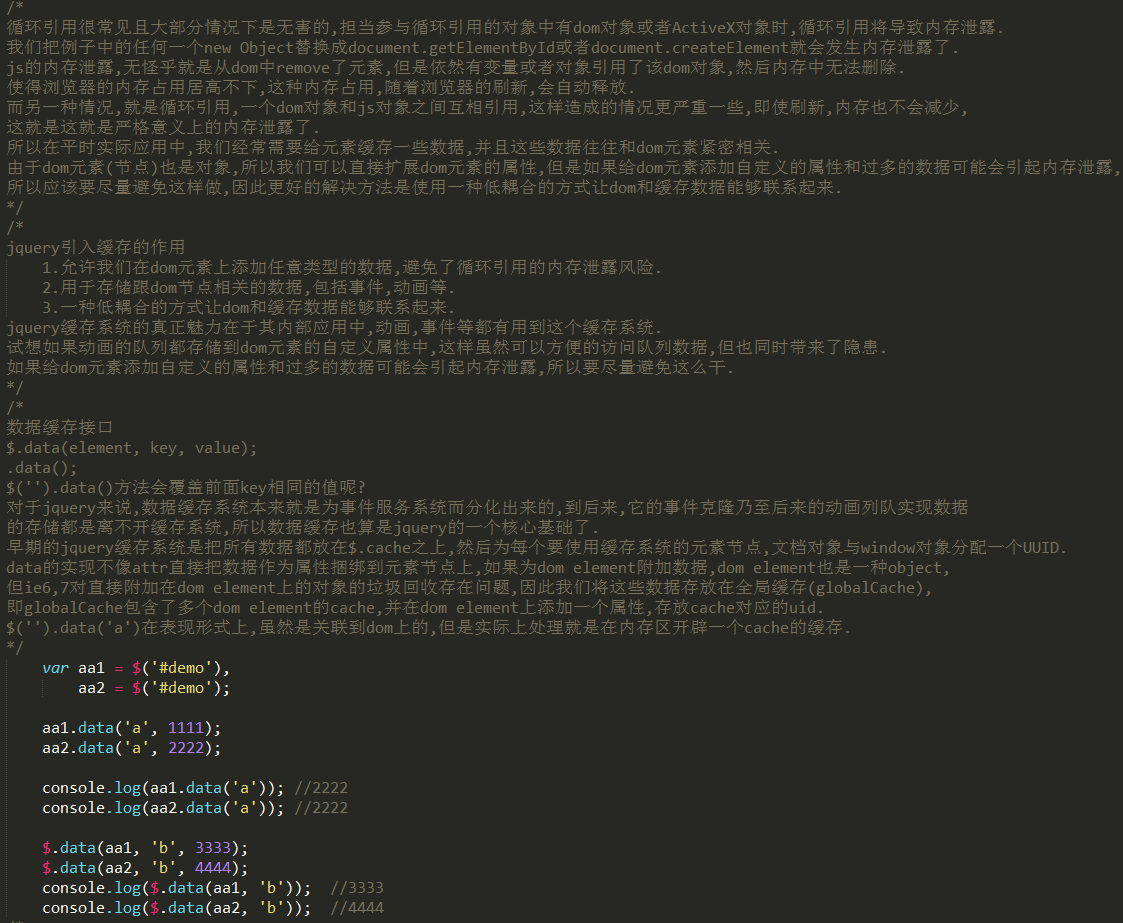 /*
循环引用很常见且大部分情况下是无害的,担当参与循环引用的对象中有dom对象或者ActiveX对象时,循环引用将导致内存泄露.
我们把例子中的任何一个new Object替换成document.getElementById或者document.createElement就会发生内存泄露了.
js的内存泄露,无怪乎就是从dom中remove了元素,但是依然有变量或者对象引用了该dom对象,然后内存中无法删除.
使得浏览器的内存占用居高不下,这种内存占用,随着浏览器的刷新,会自动释放.
而另一种情况,就是循环引用,一个dom对象和js对象之间互相引用,这样造成的情况更严重一些,即使刷新,内存也不会减少,
这就是这就是严格意义上的内存泄露了.
所以在平时实际应用中,我们经常需要给元素缓存一些数据,并且这些数据往往和dom元素紧密相关.
由于dom元素(节点)也是对象,所以我们可以直接扩展dom元素的属性,但是如果给dom元素添加自定义的属性和过多的数据可能会引起内存泄露,
所以应该要尽量避免这样做,因此更好的解决方法是使用一种低耦合的方式让dom和缓存数据能够联系起来.
*/
/*
jquery引入缓存的作用
1.允许我们在dom元素上添加任意类型的数据,避免了循环引用的内存泄露风险.
2.用于存储跟dom节点相关的数据,包括事件,动画等.
3.一种低耦合的方式让dom和缓存数据能够联系起来.
jquery缓存系统的真正魅力在于其内部应用中,动画,事件等都有用到这个缓存系统.
试想如果动画的队列都存储到dom元素的自定义属性中,这样虽然可以方便的访问队列数据,但也同时带来了隐患.
如果给dom元素添加自定义的属性和过多的数据可能会引起内存泄露,所以要尽量避免这么干.
*/
/*
数据缓存接口
$.data(element, key, value);
.data();
$('').data()方法会覆盖前面key相同的值呢?
对于jquery来说,数据缓存系统本来就是为事件服务系统而分化出来的,到后来,它的事件克隆乃至后来的动画列队实现数据
的存储都是离不开缓存系统,所以数据缓存也算是jquery的一个核心基础了.
早期的jquery缓存系统是把所有数据都放在$.cache之上,然后为每个要使用缓存系统的元素节点,文档对象与window对象分配一个UUID.
data的实现不像attr直接把数据作为属性捆绑到元素节点上,如果为dom element附加数据,dom element也是一种object,
但ie6,7对直接附加在dom element上的对象的垃圾回收存在问题,因此我们将这些数据存放在全局缓存(globalCache),
即globalCache包含了多个dom element的cache,并在dom element上添加一个属性,存放cache对应的uid.
$('').data('a')在表现形式上,虽然是关联到dom上的,但是实际上处理就是在内存区开辟一个cache的缓存.
*/
var aa1 = $('#demo'),
aa2 = $('#demo');
aa1.data('a', 1111);
aa2.data('a', 2222);
console.log(aa1.data('a')); //2222
console.log(aa2.data('a')); //2222
$.data(aa1, 'b', 3333);
$.data(aa2, 'b', 4444);
console.log($.data(aa1, 'b'));  //3333
console.log($.data(aa2, 'b'));  //4444